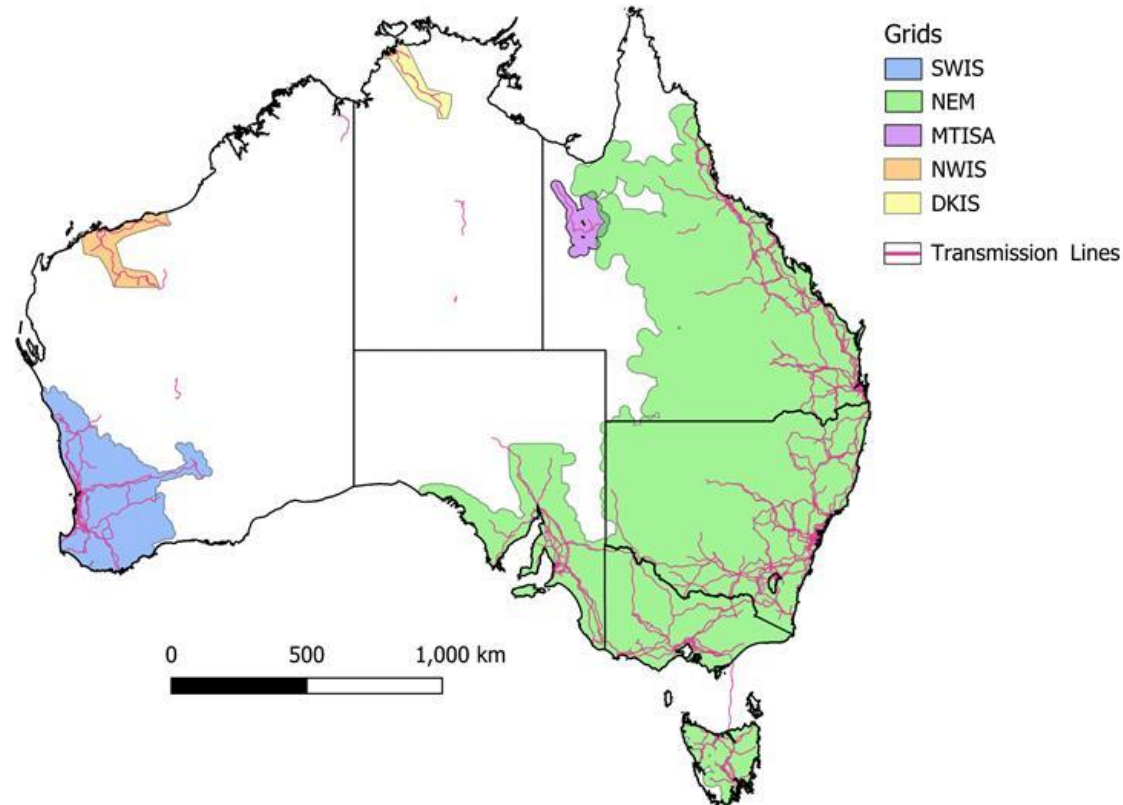 Grids
SWIS
NEM
MTISA
NWIS
DKIS
Transmission Lines
0 500 1,000 km